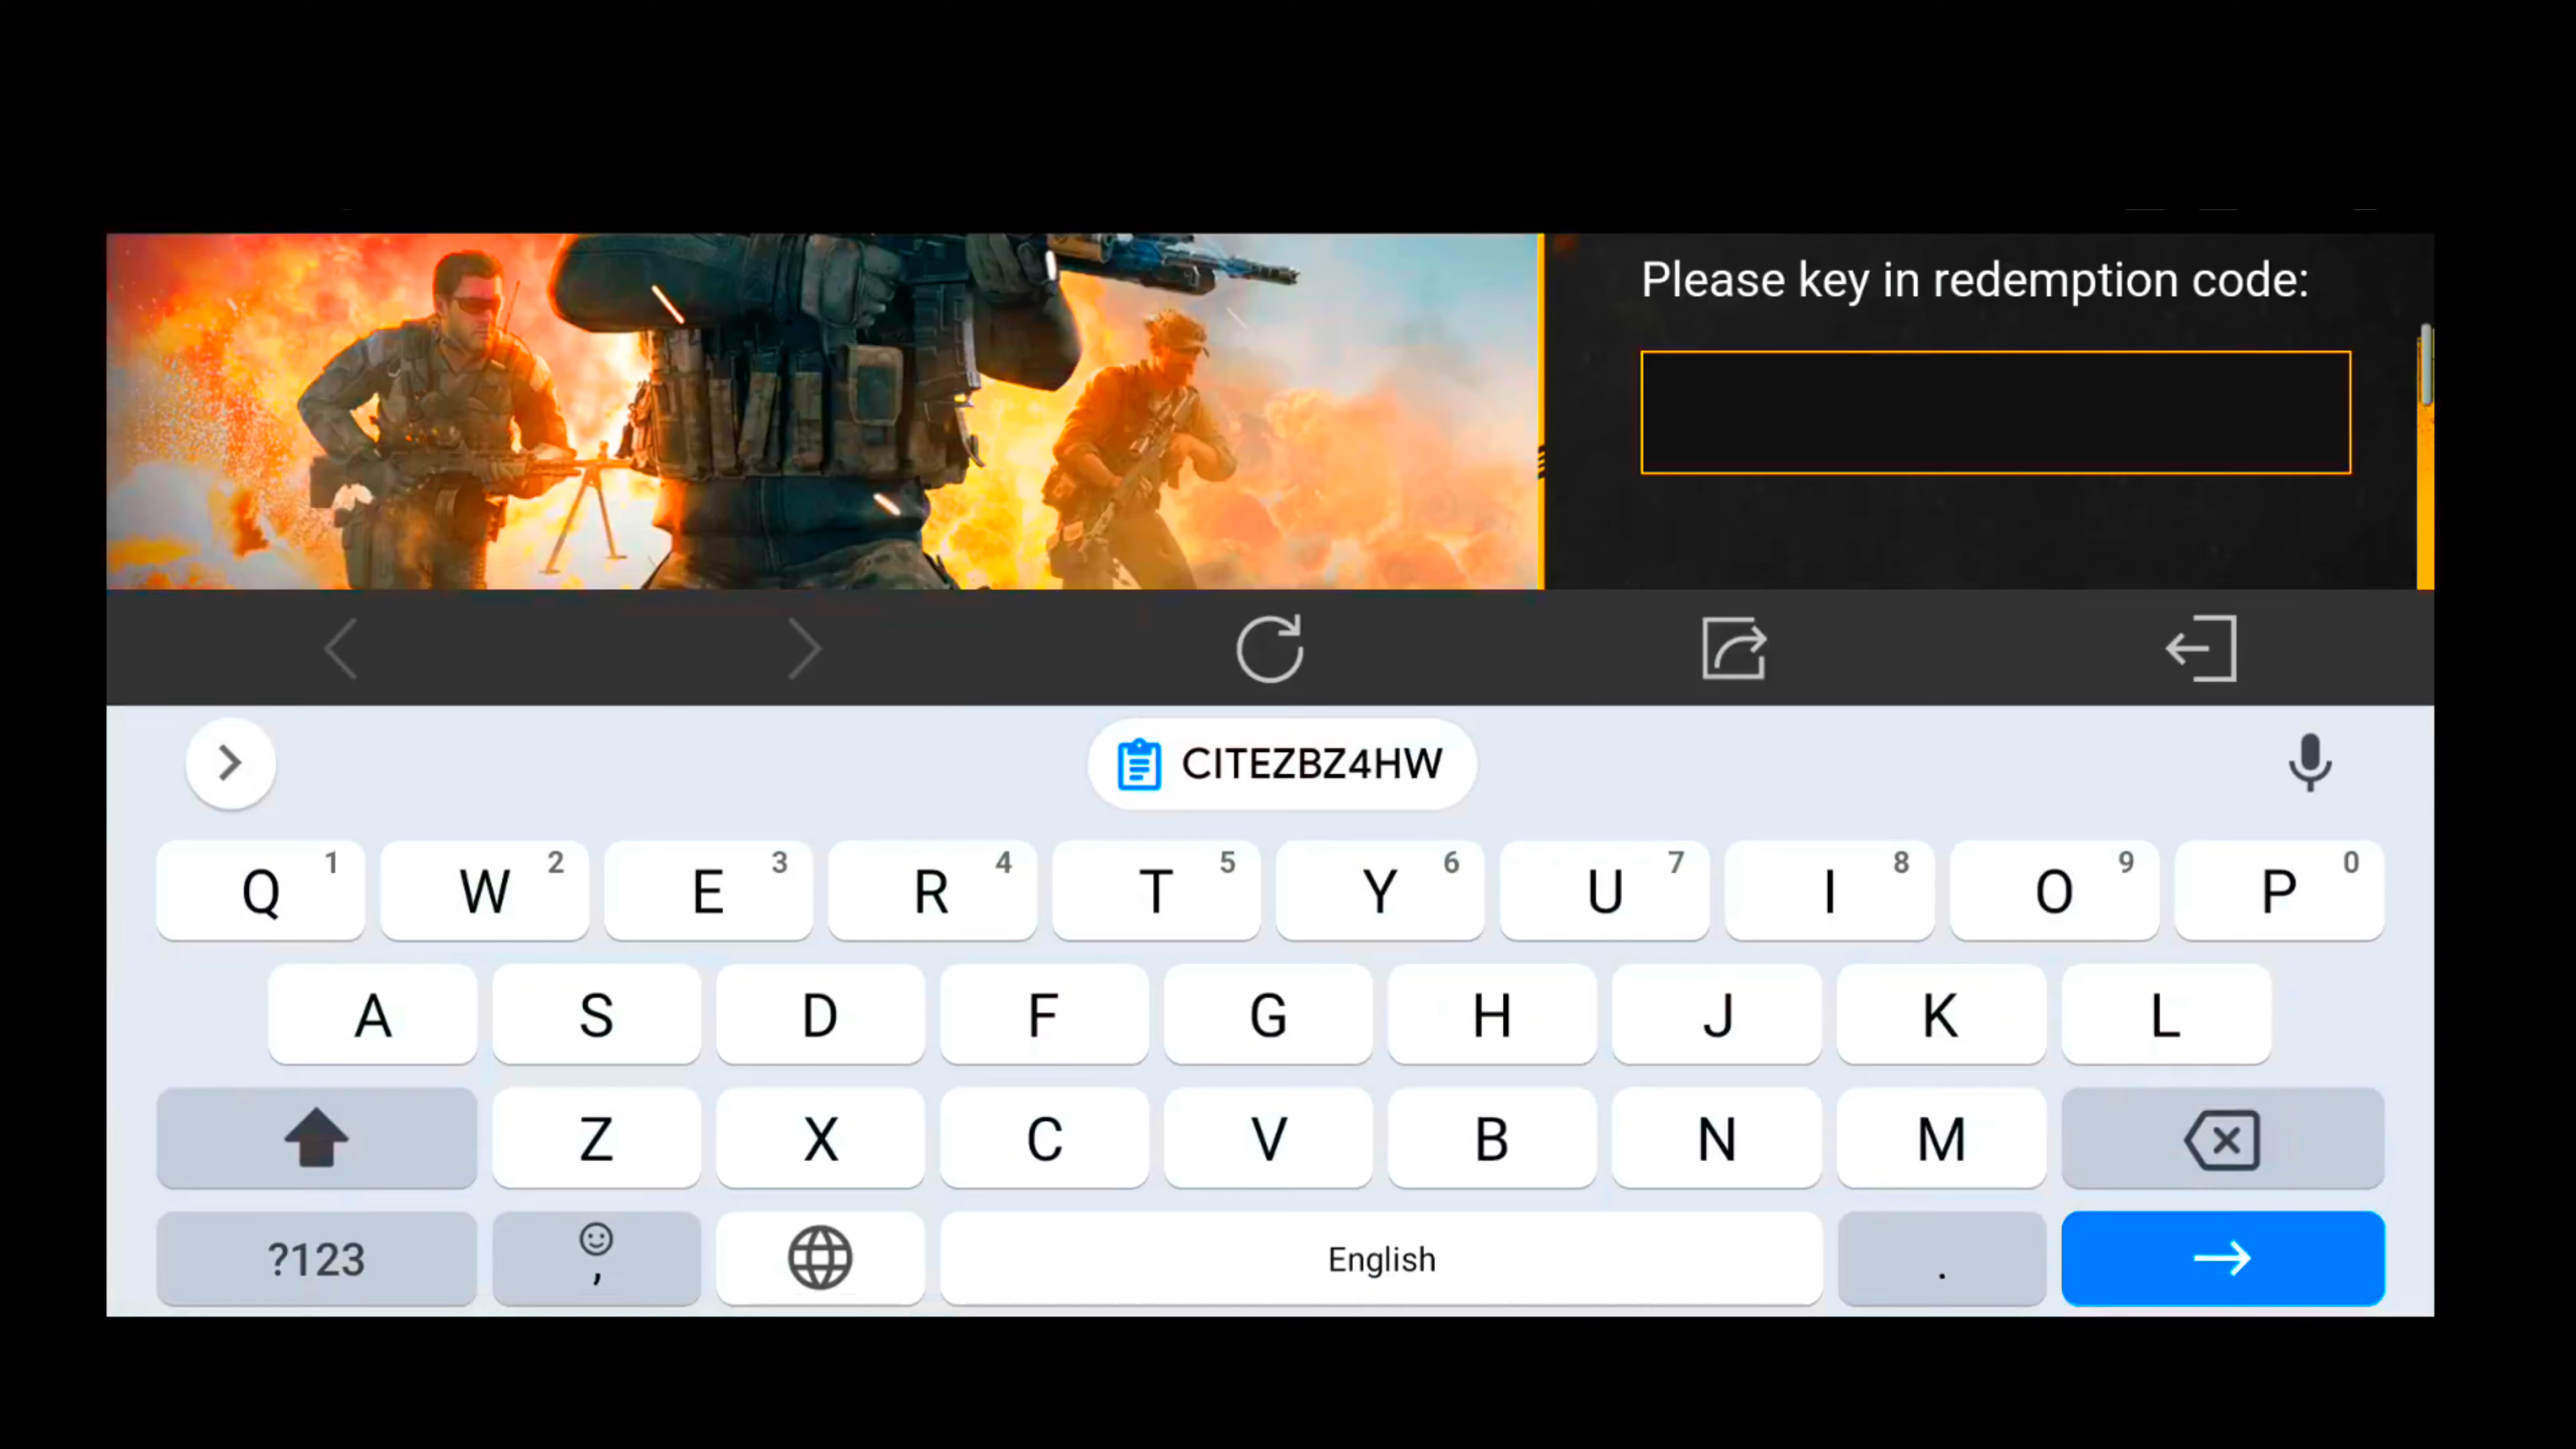 Please key in redemption code:
CITEZBZ4HW
Q 1 W 2 E 3 R 4 T 5 Y 6 U 7 I 8 O 9 P 0
A S D F G H J K L
Z X C V B N M
?123 , English .